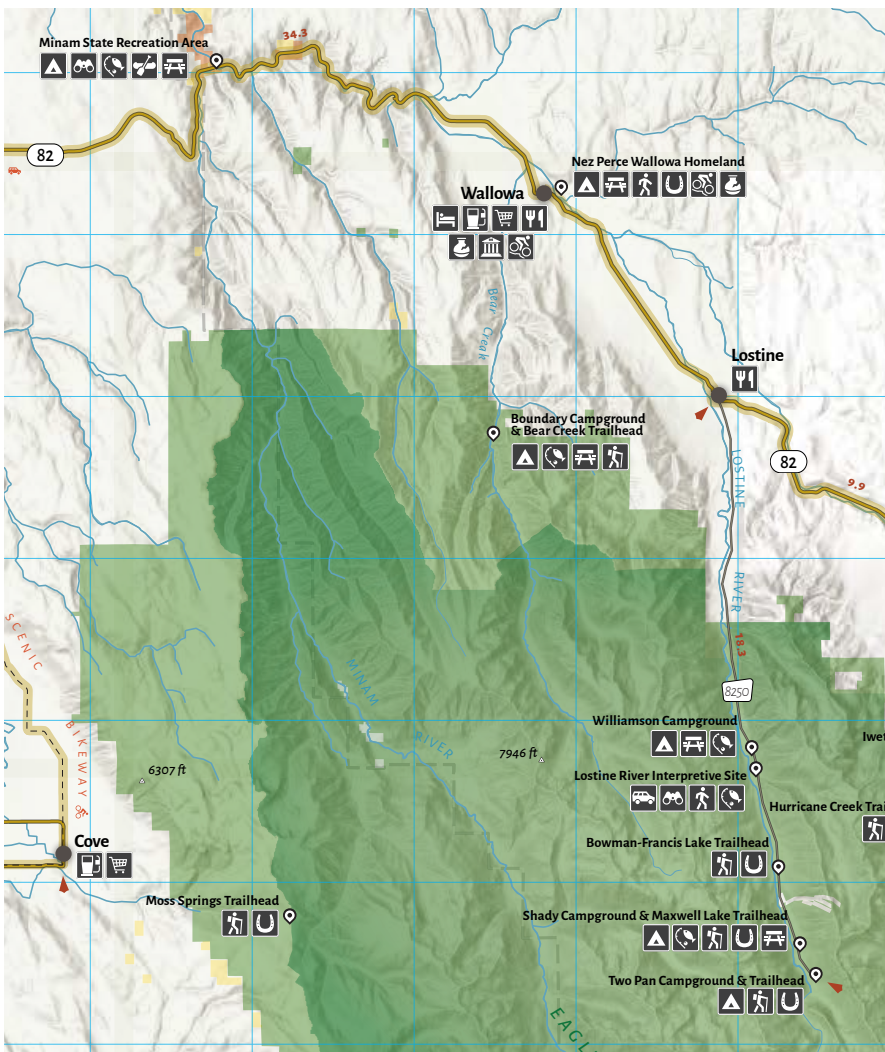 34.3
Minam State Recreation Area
82
Nez Perce Wallowa Homeland
Wallowa
Bear Creek
Lostine
Boundary Campground
& Bear Creek Trailhead
82
9.9
LOSTINE
RIVER
SCENIC
BIKEWAY
18.3
8250
MINAM
RIVER
Williamson Campground
7946 ft
6307 ft
Lostine River Interpretive Site
Hurricane Creek Trai
Cove
Bowman-Francis Lake Trailhead
Moss Springs Trailhead
Shady Campground & Maxwell Lake Trailhead
Two Pan Campground & Trailhead
EAGL